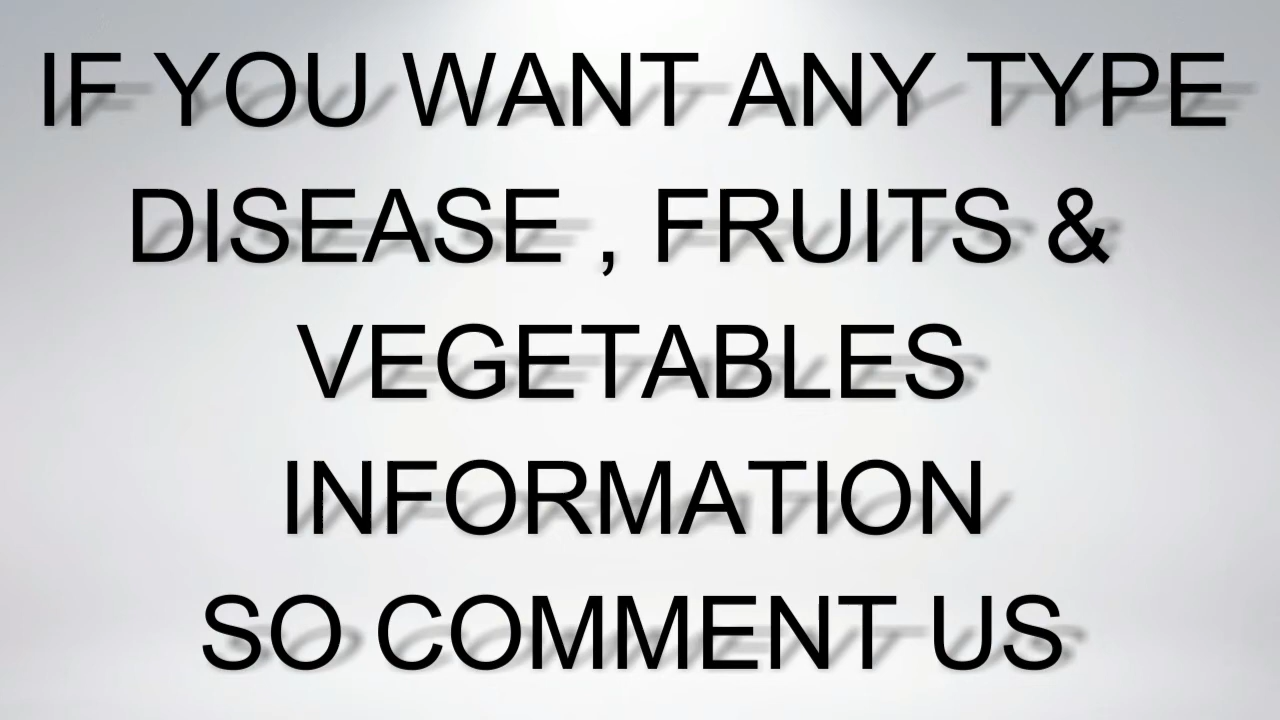 IF YOU WANT ANY TYPE
DISEASE , FRUITS &
VEGETABLES
INFORMATION
SO COMMENT US